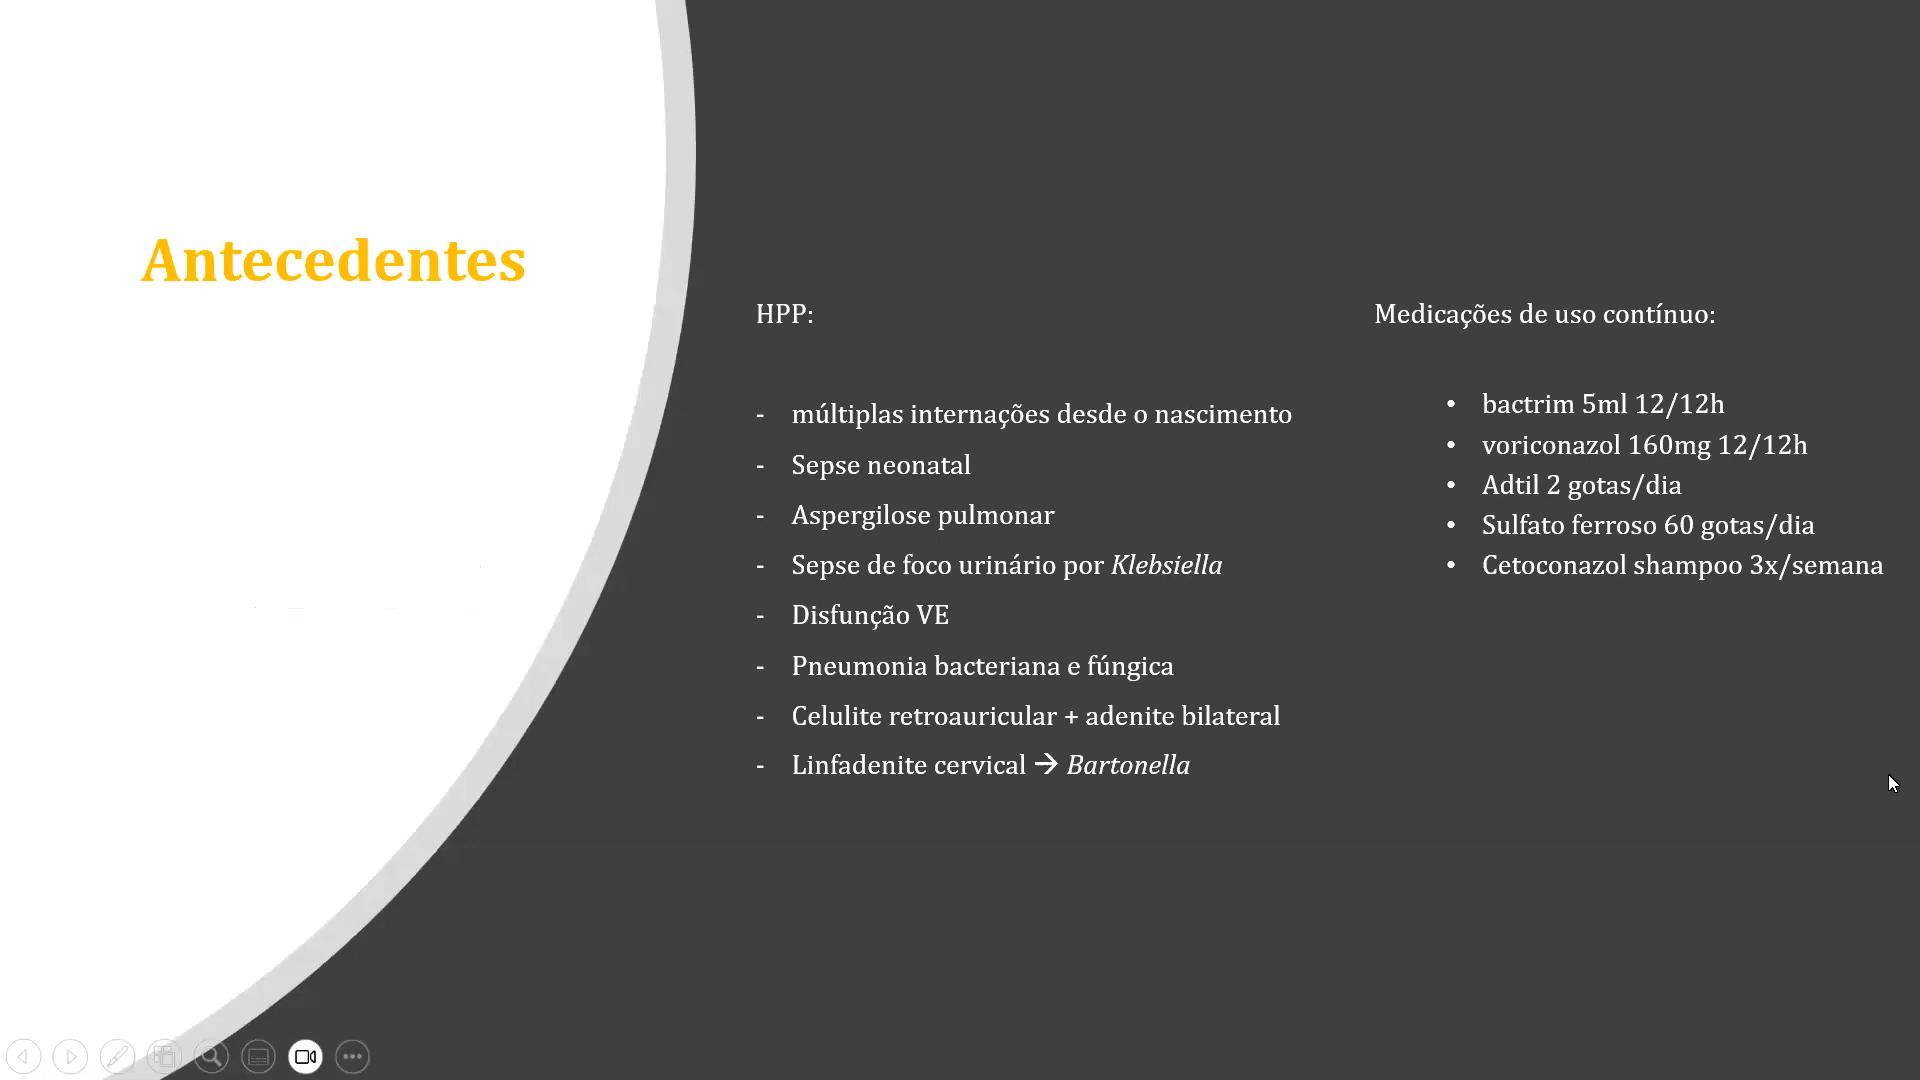 Antecedentes
HPP:
- múltiplas internações desde o nascimento
- Sepse neonatal
- Aspergilose pulmonar
- Sepse de foco urinário por Klebsiella
- Disfunção VE
- Pneumonia bacteriana e fúngica
- Celulite retroauricular + adenite bilateral
- Linfadenite cervical → Bartonella
Medicações de uso contínuo:
• bactrim 5ml 12/12h
• voriconazol 160mg 12/12h
• Adtil 2 gotas/dia
• Sulfato ferroso 60 gotas/dia
• Cetoconazol shampoo 3x/semana